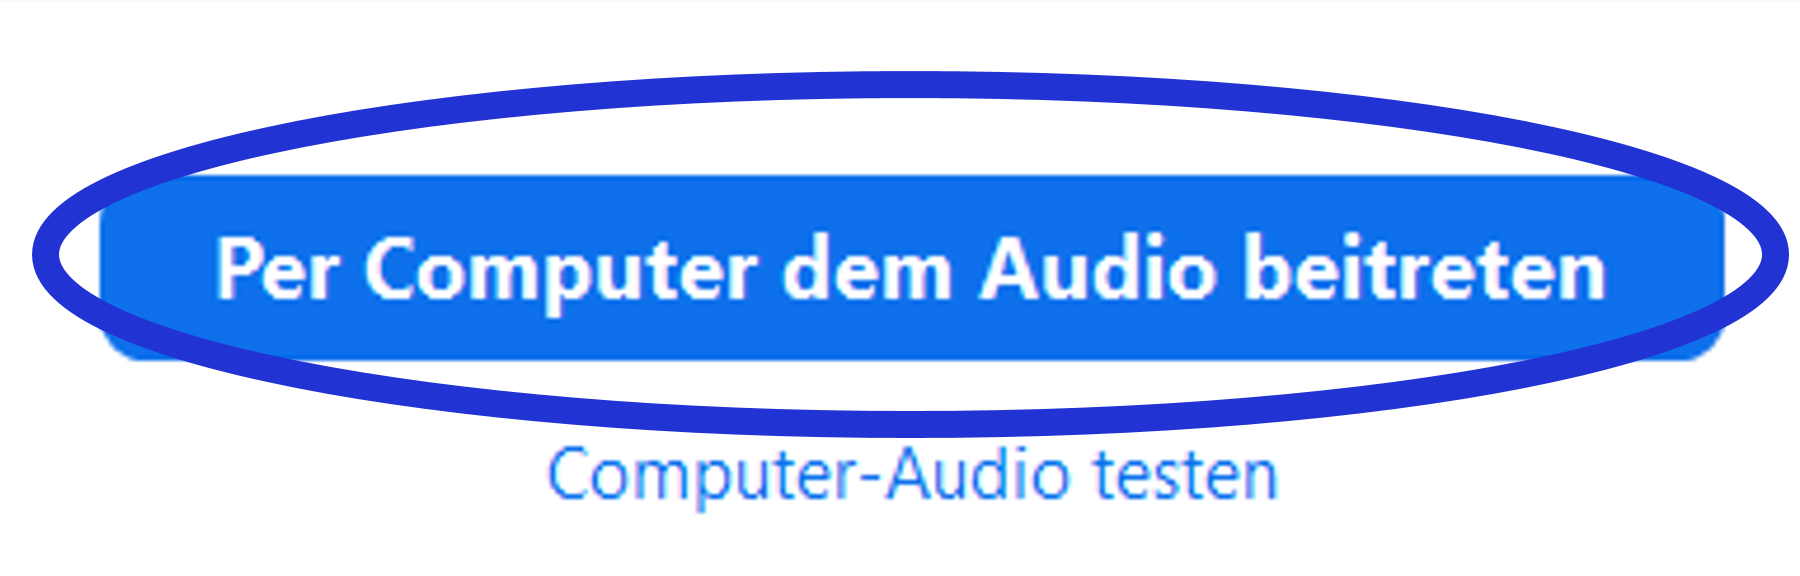 Per Computer dem Audio beitreten
Computer-Audio testen